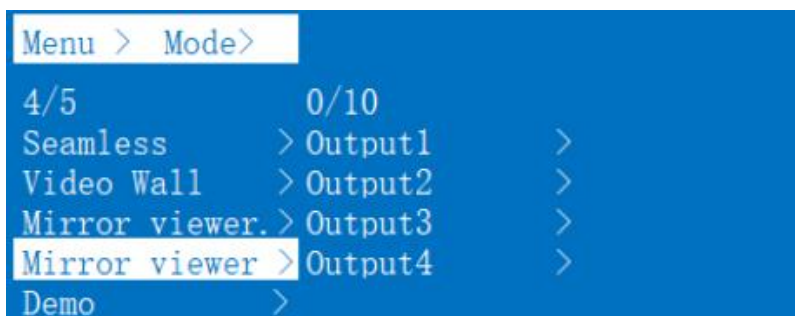 Menu > Mode>
4/5 0/10
Seamless > Output1 >
Video Wall > Output2 >
Mirror viewer. > Output3 >
Mirror viewer > Output4 >
Demo >